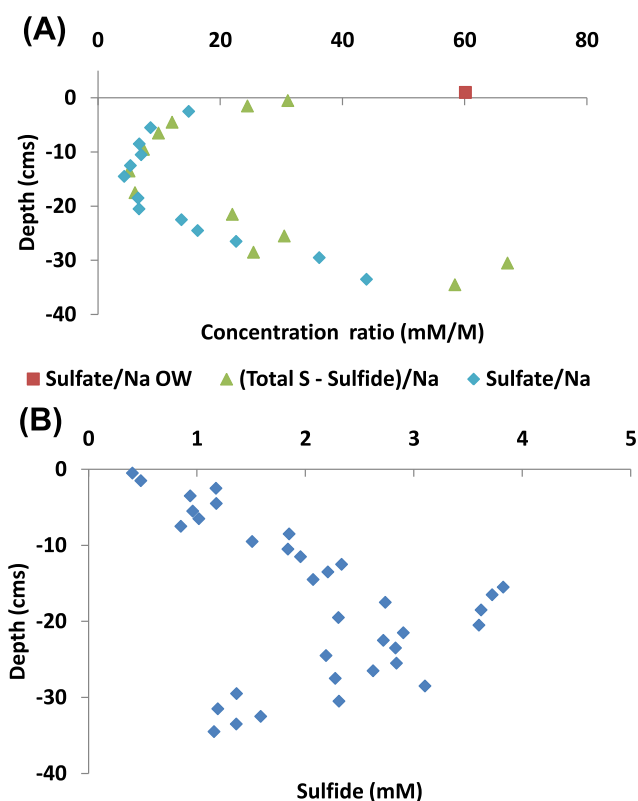 (A)
0 20 40 60 80
0
-10
-20
-30
-40
Depth (cms)
Concentration ratio (mM/M)
Sulfate/Na OW (Total S - Sulfide)/Na Sulfate/Na
(B)
0 1 2 3 4 5
0
-10
-20
-30
-40
Depth (cms)
Sulfide (mM)